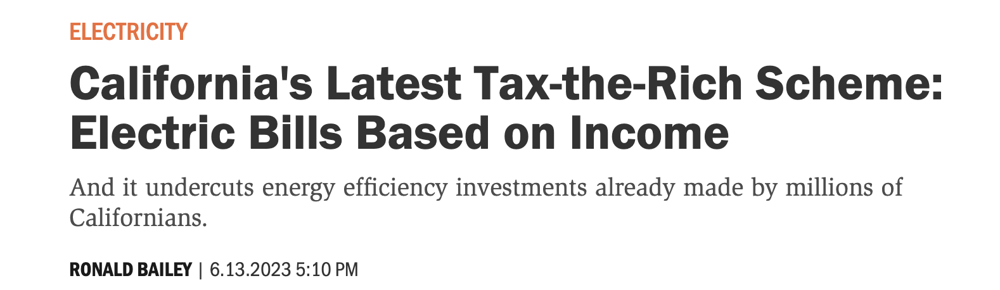 ELECTRICITY
California's Latest Tax-the-Rich Scheme:
Electric Bills Based on Income
And it undercuts energy efficiency investments already made by millions of
Californians.
RONALD BAILEY | 6.13.2023 5:10 PM